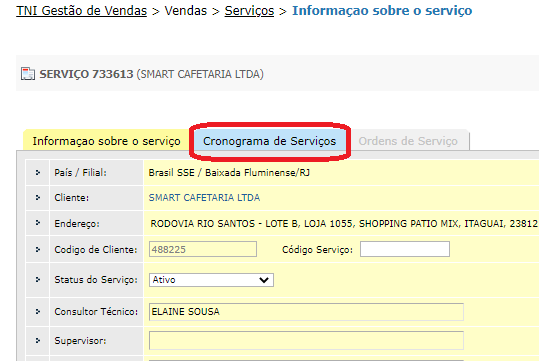 TNI Gestão de Vendas > Vendas > Serviços > Informaçao sobre o serviço
SERVIÇO 733613 (SMART CAFETARIA LTDA)
Informaçao sobre o serviço Cronograma de Serviços Ordens de Serviço
País / Filial: Brasil SSE / Baixada Fluminense/RJ
Cliente: SMART CAFETARIA LTDA
Endereço: RODOVIA RIO SANTOS - LOTE B, LOJA 1055, SHOPPING PATIO MIX, ITAGUAI, 23812
Codigo de Cliente: 488225 Código Serviço:
Status do Serviço: Ativo
Consultor Técnico: ELAINE SOUSA
Supervisor: